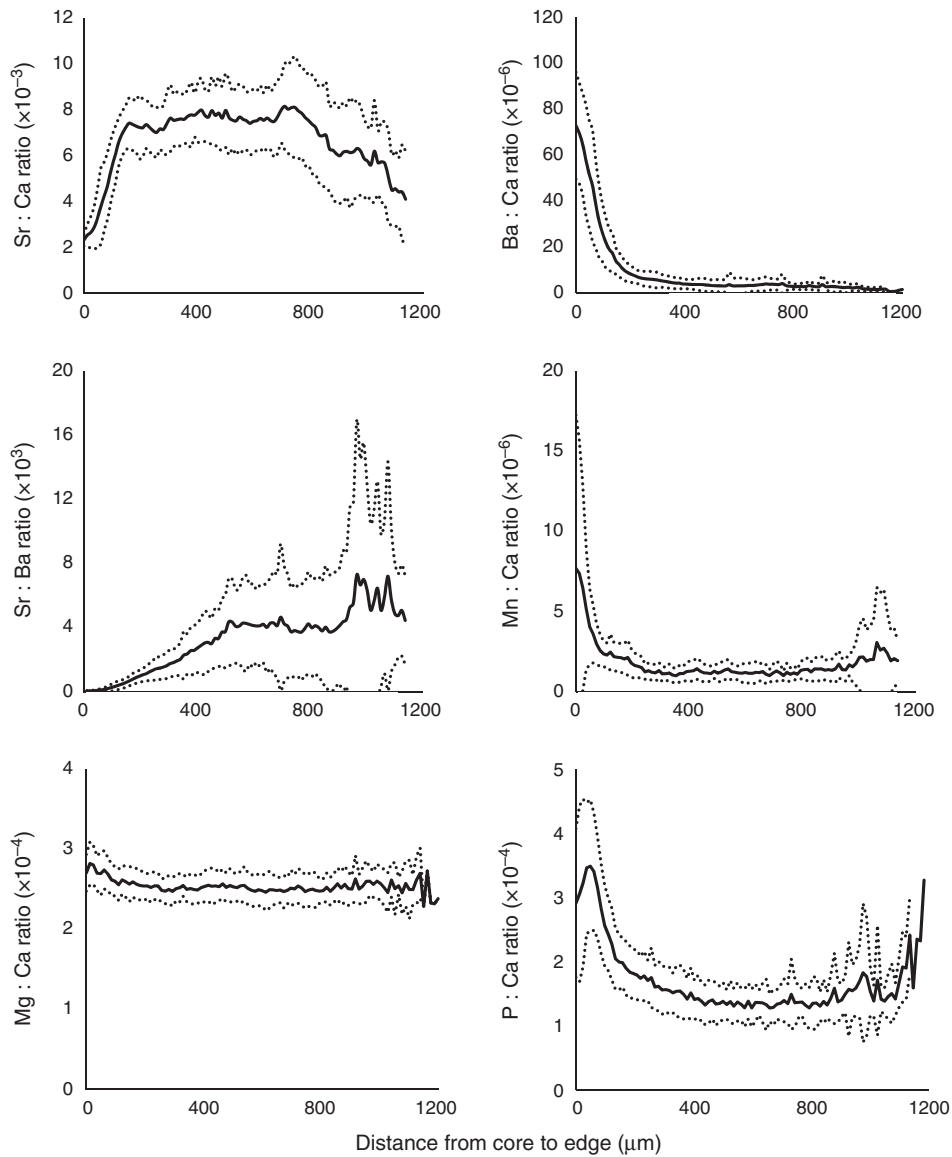 Sr : Ca ratio (×10⁻³)
12
10
8
6
4
2
0
0 400 800 1200
Ba : Ca ratio (×10⁻⁶)
120
100
80
60
40
20
0
0 400 800 1200
Sr : Ba ratio (×10³)
20
16
12
8
4
0
0 400 800 1200
Mn : Ca ratio (×10⁻⁶)
20
15
10
5
0
0 400 800 1200
Mg : Ca ratio (×10⁻⁴)
4
3
2
1
0
0 400 800 1200
P : Ca ratio (×10⁻⁴)
5
4
3
2
1
0
0 400 800 1200
Distance from core to edge (μm)